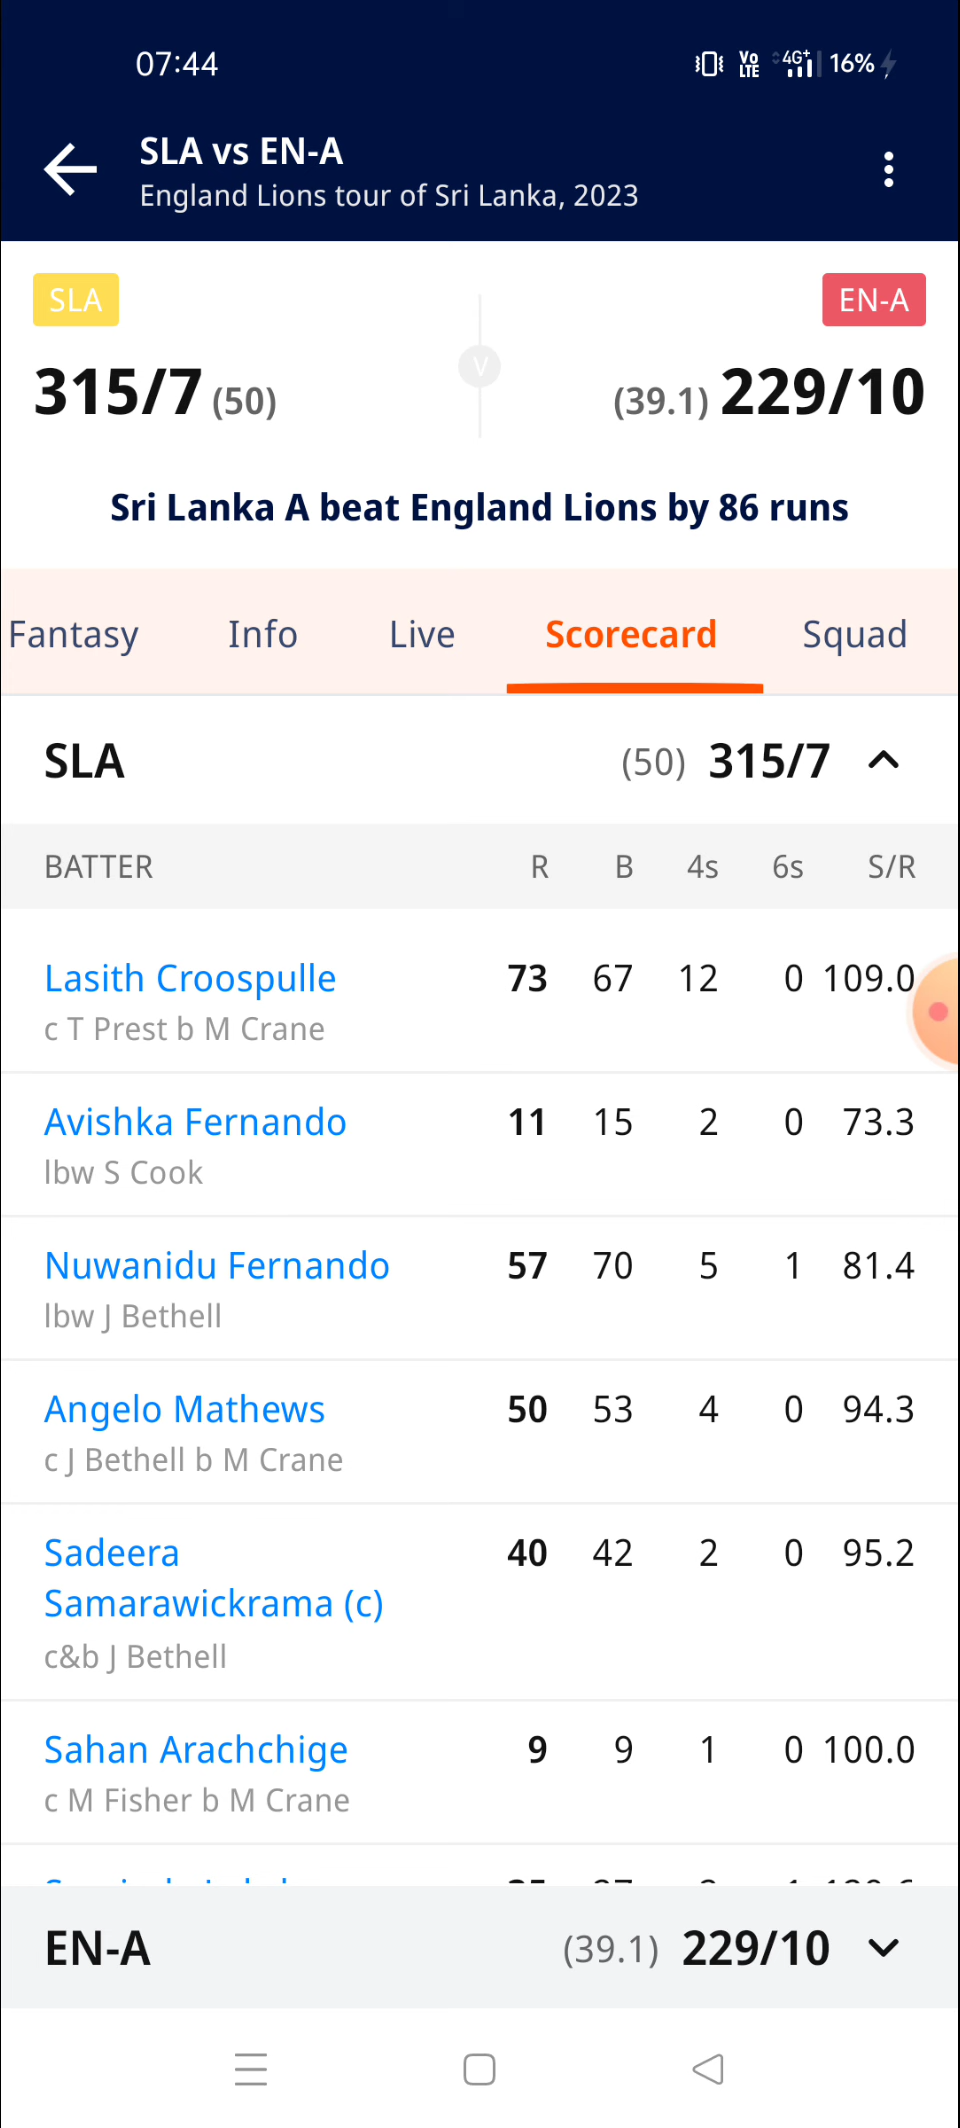 07:44 Vo LTE 4G+ 16%
SLA vs EN-A
England Lions tour of Sri Lanka, 2023
SLA V EN-A
315/7 (50) (39.1) 229/10
Sri Lanka A beat England Lions by 86 runs
Fantasy Info Live Scorecard Squad
SLA (50) 315/7
BATTER R B 4s 6s S/R
Lasith Croospulle 73 67 12 0 109.0
c T Prest b M Crane
Avishka Fernando 11 15 2 0 73.3
lbw S Cook
Nuwanidu Fernando 57 70 5 1 81.4
lbw J Bethell
Angelo Mathews 50 53 4 0 94.3
c J Bethell b M Crane
Sadeera 40 42 2 0 95.2
Samarawickrama (c)
c&b J Bethell
Sahan Arachchige 9 9 1 0 100.0
c M Fisher b M Crane
EN-A (39.1) 229/10